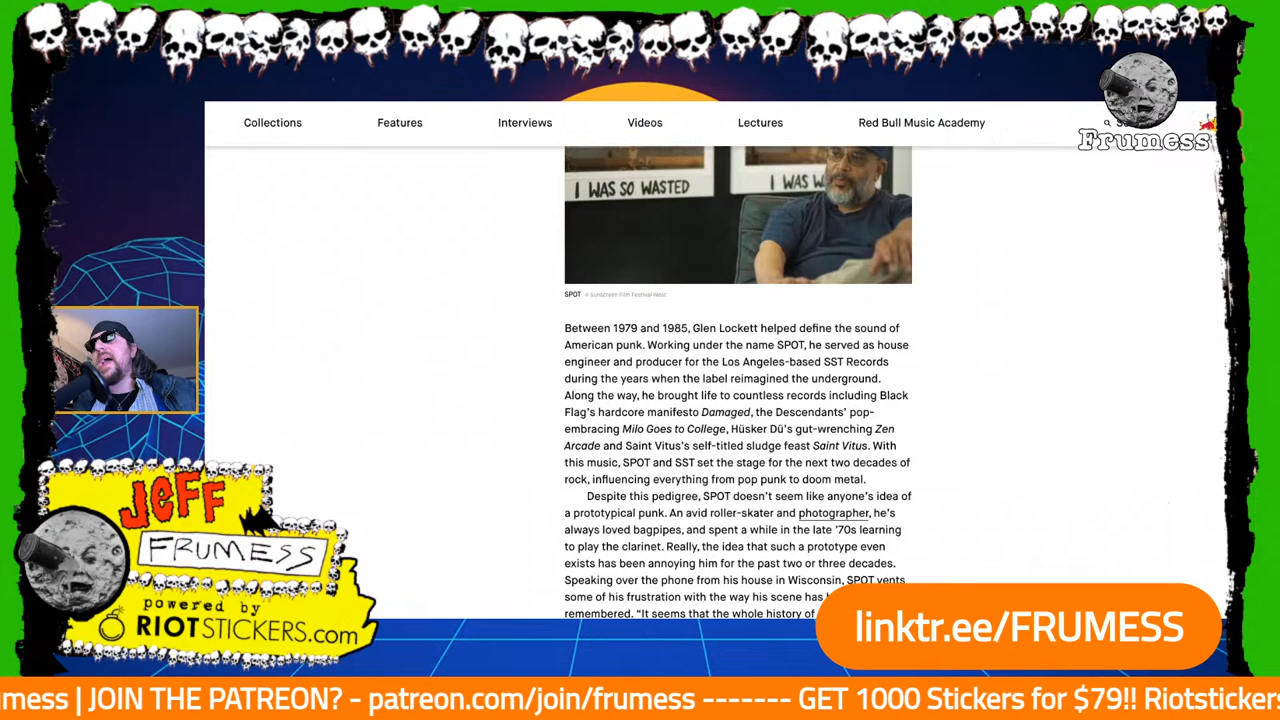 Collections
Features
Interviews
Videos
Lectures
Red Bull Music Academy
Frumess
I WAS SO WASTED
I WAS W
SPOT © Sunscreen Film Festival West
Between 1979 and 1985, Glen Lockett helped define the sound of
American punk. Working under the name SPOT, he served as house
engineer and producer for the Los Angeles-based SST Records
during the years when the label reimagined the underground.
Along the way, he brought life to countless records including Black
Flag's hardcore manifesto Damaged, the Descendants' pop-
embracing Milo Goes to College, Hüsker Dü's gut-wrenching Zen
Arcade and Saint Vitus's self-titled sludge feast Saint Vitus. With
this music, SPOT and SST set the stage for the next two decades of
rock, influencing everything from pop punk to doom metal.
Despite this pedigree, SPOT doesn't seem like anyone's idea of
a prototypical punk. An avid roller-skater and photographer, he's
always loved bagpipes, and spent a while in the late '70s learning
to play the clarinet. Really, the idea that such a prototype even
exists has been annoying him for the past two or three decades.
Speaking over the phone from his house in Wisconsin, SPOT vents
some of his frustration with the way his scene has
remembered. "It seems that the whole history of
JEFF
FRUMESS
powered by
RIOTSTICKERS.com
linktr.ee/FRUMESS
umess | JOIN THE PATREON? - patreon.com/join/frumess ------- GET 1000 Stickers for $79!! Riotstickers